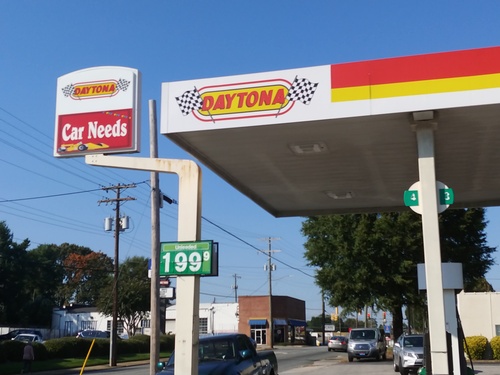 DAYTONA
Car Needs
DAYTONA
Unleaded
199 9
4
3